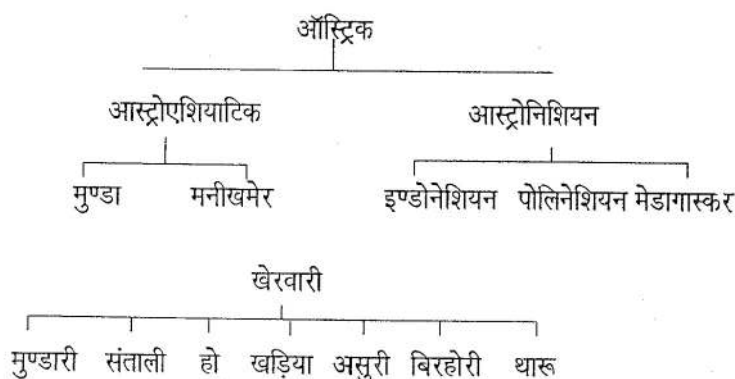 ऑस्ट्रिक
आस्ट्रोएशियाटिक आस्ट्रोनिशियन
मुण्डा मनीखमेर इण्डोनेशियन पोलिनेशियन मेडागास्कर
खेरवारी
मुण्डारी संताली हो खड़िया असुरी बिरहोरी थारू